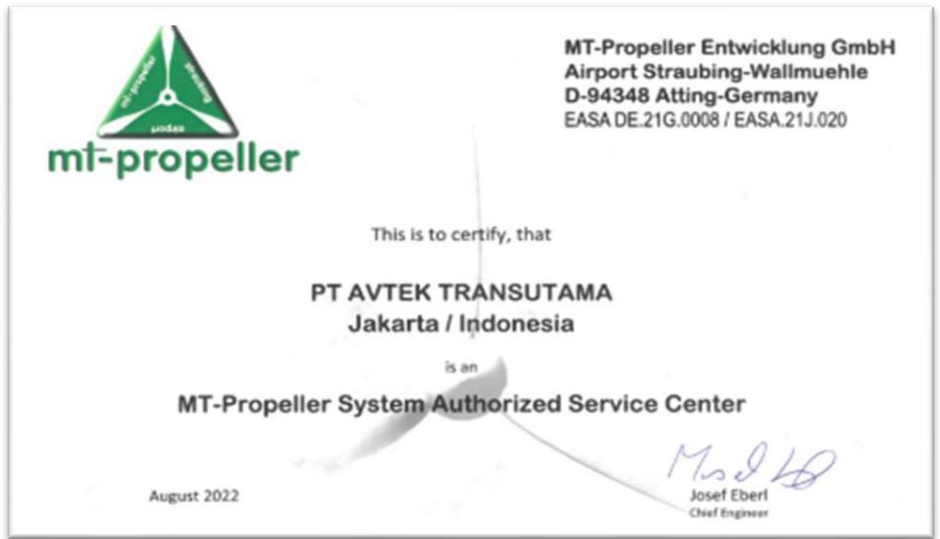 mt-propeller
MT-Propeller Entwicklung GmbH
Airport Straubing-Wallmuehle
D-94348 Atting-Germany
EASA DE.21G.0008 / EASA.21J.020
This is to certify, that
PT AVTEK TRANSUTAMA
Jakarta / Indonesia
is an
MT-Propeller System Authorized Service Center
August 2022
Josef Eberl
Chief Engineer